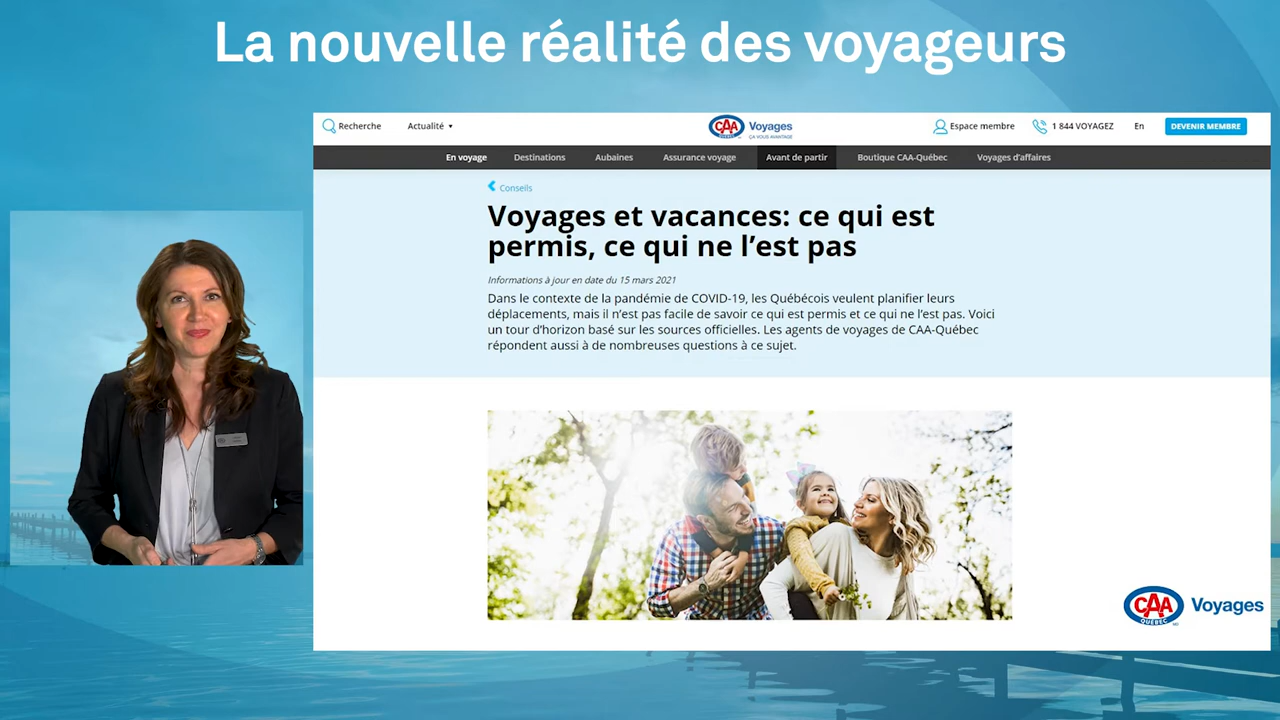 La nouvelle réalité des voyageurs
Recherche
Actualité
CAA
QUÉBEC
Voyages
ÇA VOUS AVANTAGE
Espace membre
1 844 VOYAGEZ
En
DEVENIR MEMBRE
En voyage
Destinations
Aubaines
Assurance voyage
Avant de partir
Boutique CAA-Québec
Voyages d'affaires
Conseils
Voyages et vacances: ce qui est
permis, ce qui ne l'est pas
Informations à jour en date du 15 mars 2021
Dans le contexte de la pandémie de COVID-19, les Québécois veulent planifier leurs
déplacements, mais il n'est pas facile de savoir ce qui est permis et ce qui ne l'est pas. Voici
un tour d'horizon basé sur les sources officielles. Les agents de voyages de CAA-Québec
répondent aussi à de nombreuses questions à ce sujet.
CAA
QUÉBEC
MD
Voyages